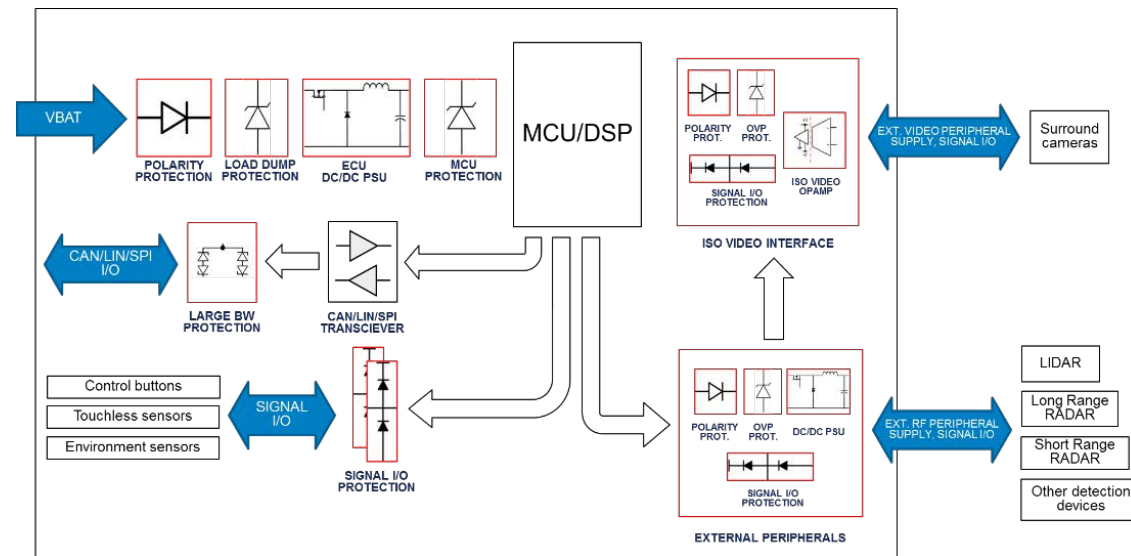 VBAT
POLARITY
PROTECTION
LOAD DUMP
PROTECTION
ECU
DC/DC PSU
MCU
PROTECTION
MCU/DSP
POLARITY
PROT.
OVP
PROT.
SIGNAL I/O
PROTECTION
ISO VIDEO
OPAMP
ISO VIDEO INTERFACE
EXT. VIDEO PERIPHERAL
SUPPLY, SIGNAL I/O
Surround
cameras
CAN/LIN/SPI
I/O
LARGE BW
PROTECTION
CAN/LIN/SPI
TRANSCIEVER
Control buttons
Touchless sensors
Environment sensors
SIGNAL
I/O
SIGNAL I/O
PROTECTION
POLARITY
PROT.
OVP
PROT.
DC/DC PSU
SIGNAL I/O
PROTECTION
EXTERNAL PERIPHERALS
EXT. RF PERIPHERAL
SUPPLY, SIGNAL I/O
LIDAR
Long Range
RADAR
Short Range
RADAR
Other detection
devices